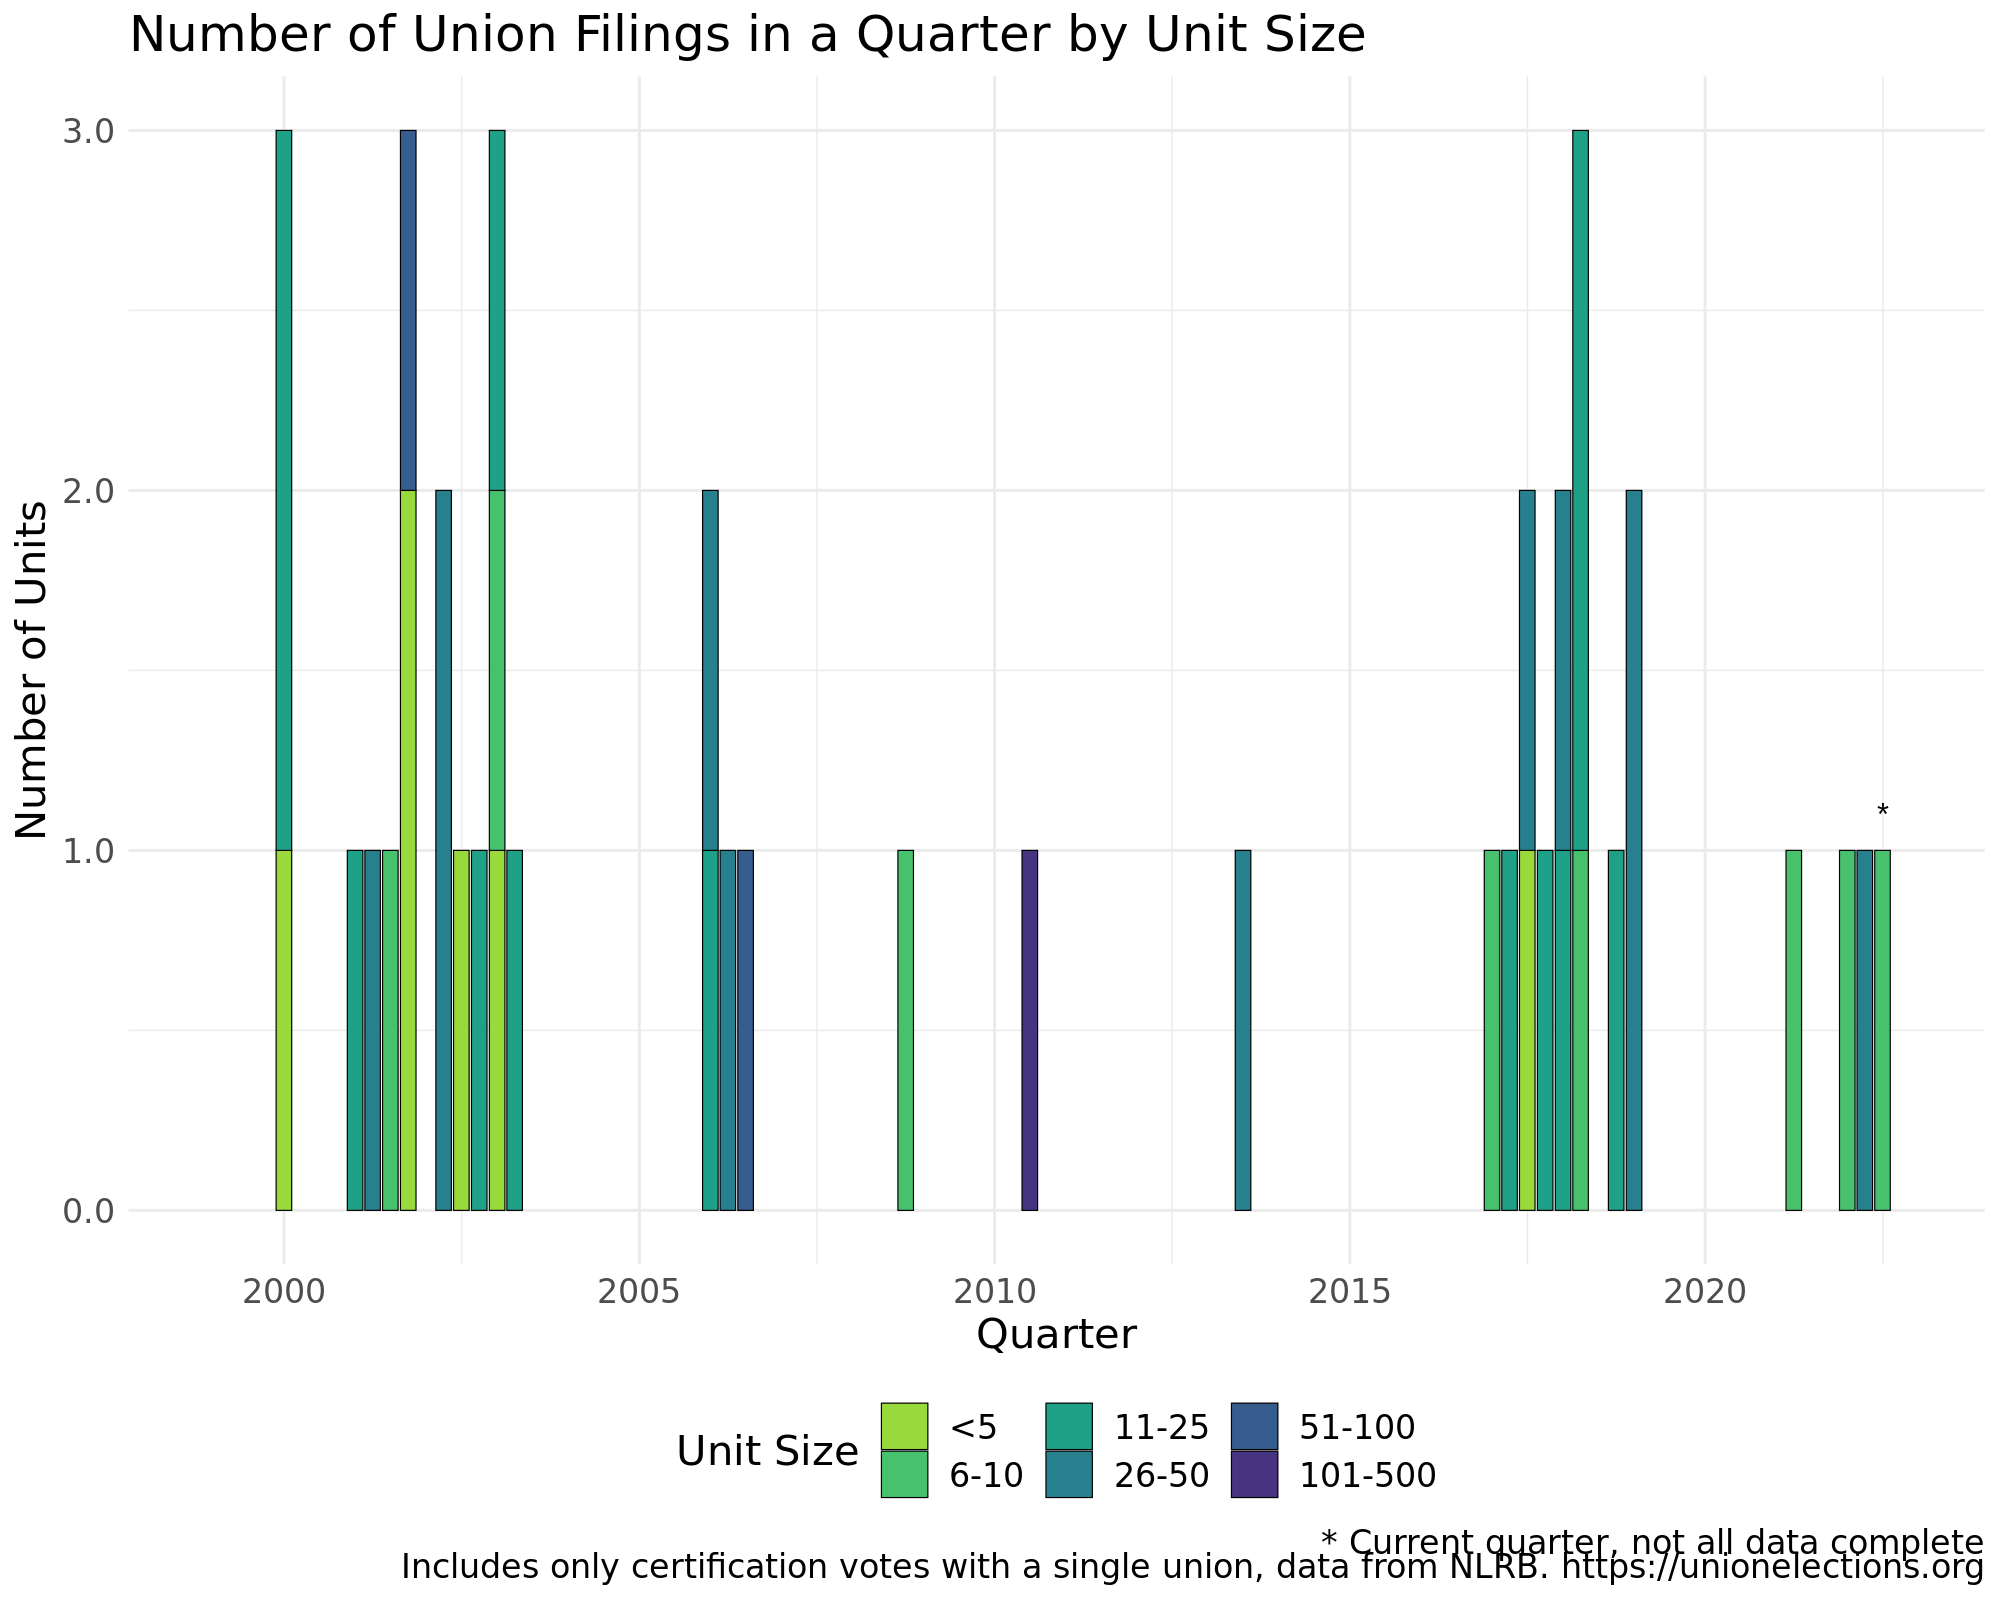 Number of Union Filings in a Quarter by Unit Size
Number of Units
3.0
2.0
1.0
0.0
*
2000 2005 2010 2015 2020
Quarter
Unit Size
<5 11-25 51-100
6-10 26-50 101-500
* Current quarter, not all data complete
Includes only certification votes with a single union, data from NLRB. https://unionelections.org